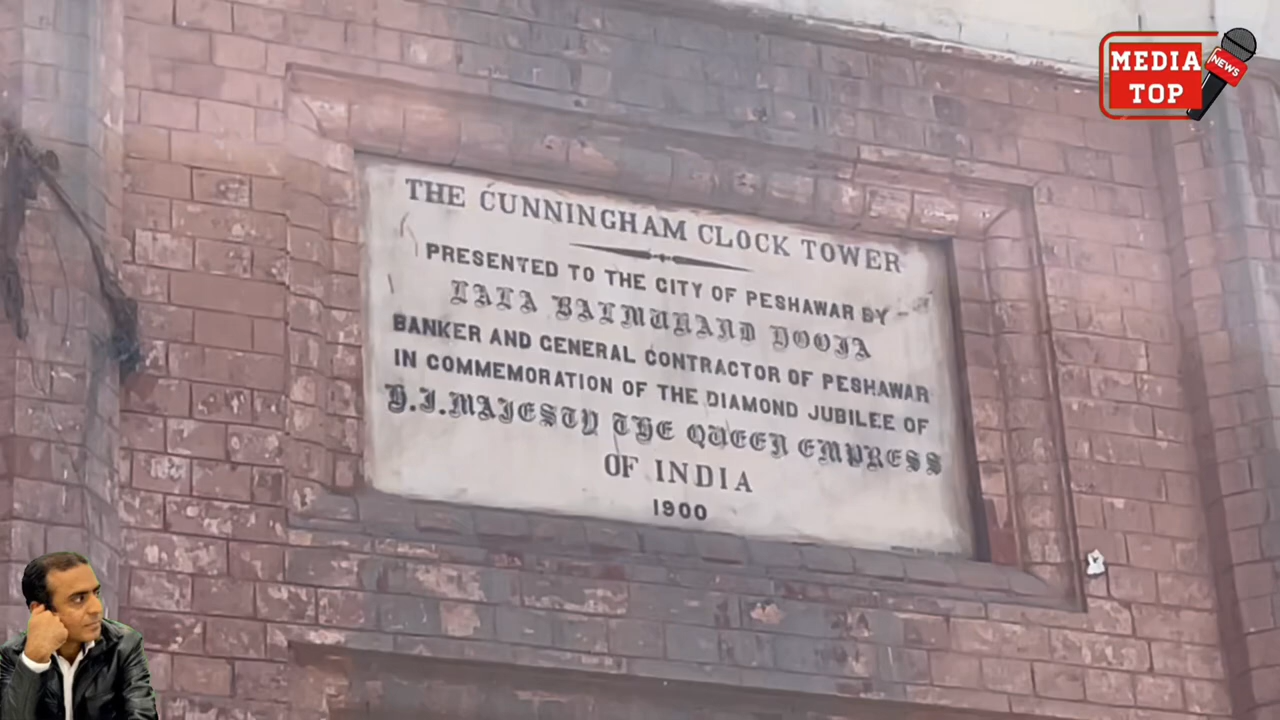 THE CUNNINGHAM CLOCK TOWER
PRESENTED TO THE CITY OF PESHAWAR BY
LALA BALMUKAND DOOJA
BANKER AND GENERAL CONTRACTOR OF PESHAWAR
IN COMMEMORATION OF THE DIAMOND JUBILEE OF
H.I.MAJESTY THE QUEEN EMPRESS
OF INDIA
1900
MEDIA
TOP
NEWS